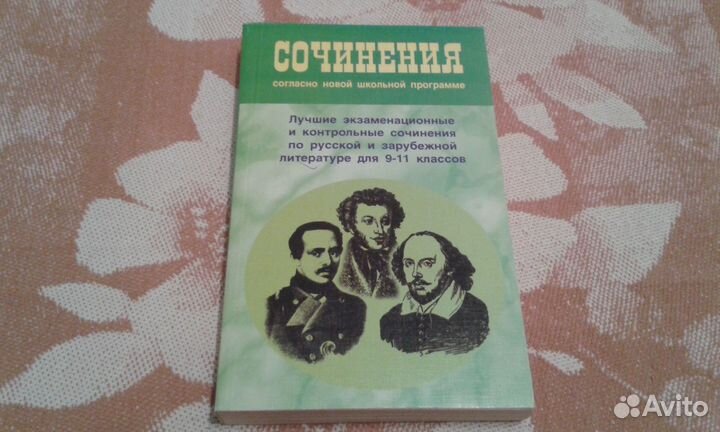 СОЧИНЕНИЯ
согласно новой школьной программе
Лучшие экзаменационные
и контрольные сочинения
по русской и зарубежной
литературе для 9-11 классов
Avito